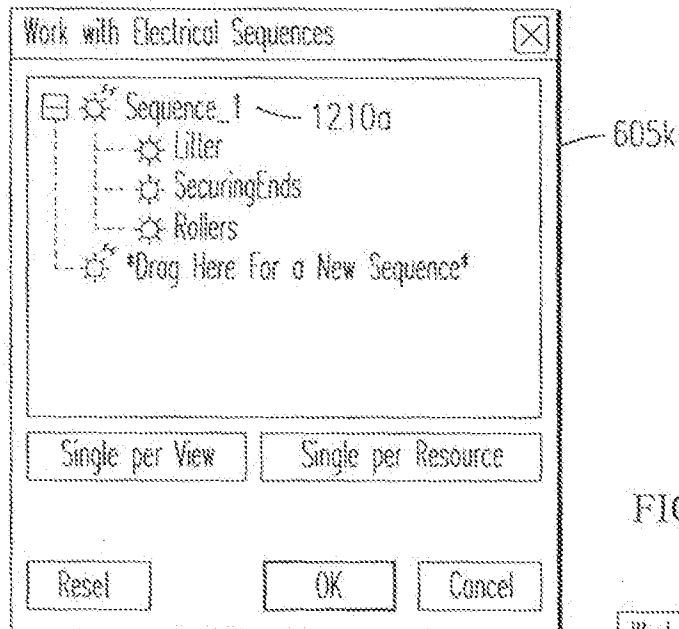 Work with Electrical Sequences
Sequence_1
1210a
605k
Lifter
SecuringEnds
Rollers
*Drag Here For a New Sequence*
Single per View
Single per Resource
FIG
Reset
OK
Cancel